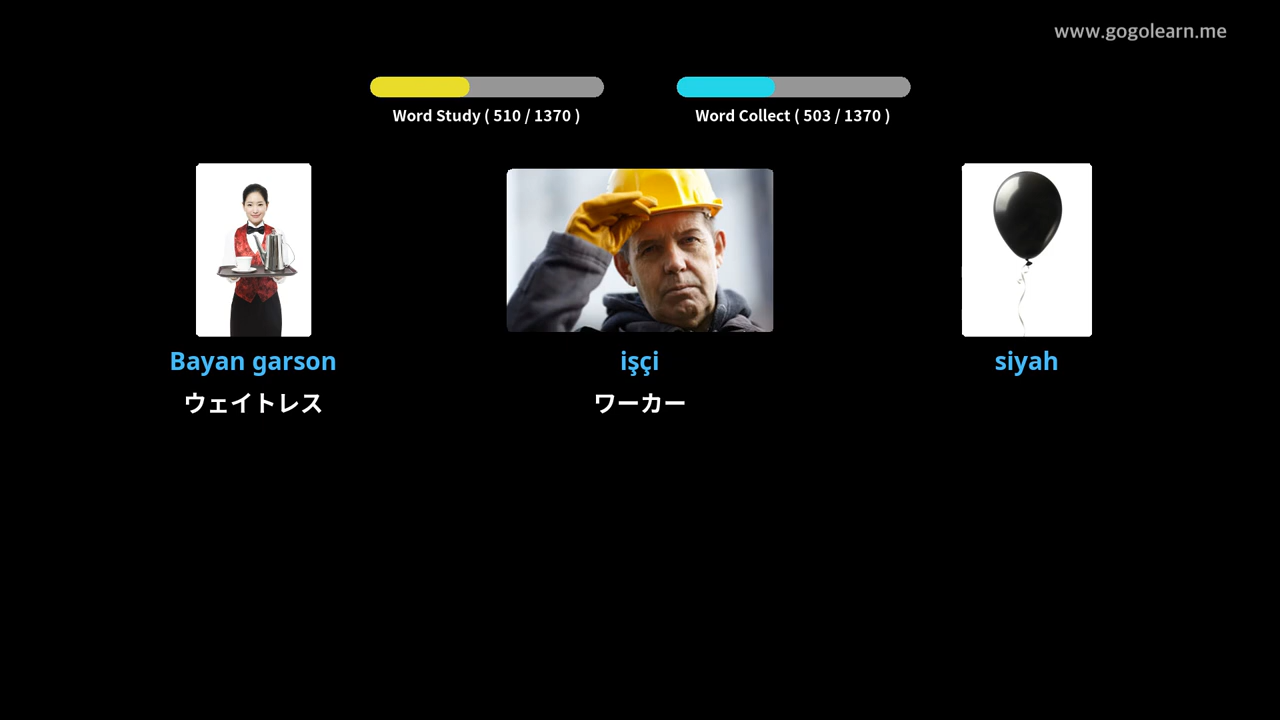 www.gogolearn.me
Word Study ( 510 / 1370 )
Word Collect ( 503 / 1370 )
Bayan garson
işçi
siyah
ウェイトレス
ワーカー